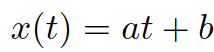 x(t) = at + b